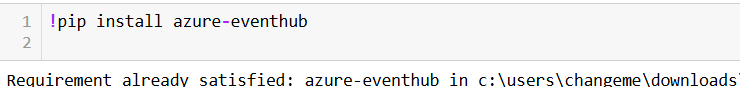 1 !pip install azure-eventhub
2
Requirement already satisfied: azure-eventhub in c:\users\changeme\downloads\